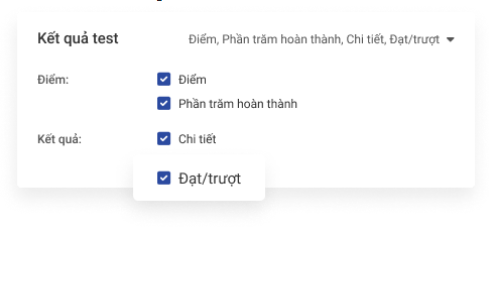 Kết quả test Điểm, Phần trăm hoàn thành, Chi tiết, Đạt/trượt
Điểm: Điểm
Phần trăm hoàn thành
Kết quả: Chi tiết
Đạt/trượt